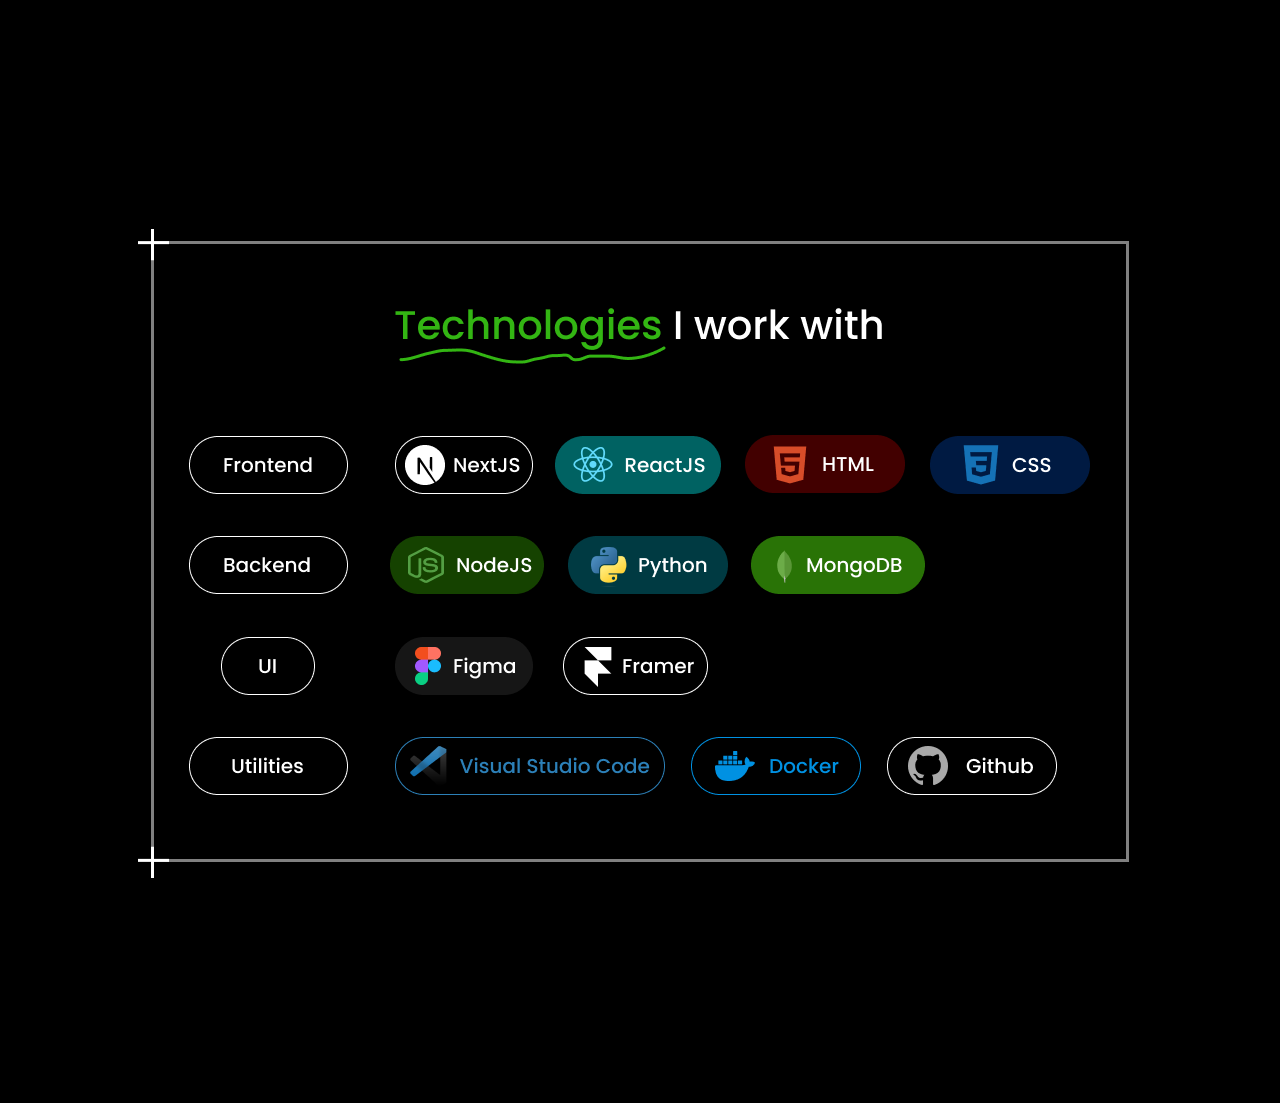 Technologies I work with
Frontend NextJS ReactJS HTML CSS
Backend NodeJS Python MongoDB
UI Figma Framer
Utilities Visual Studio Code Docker Github